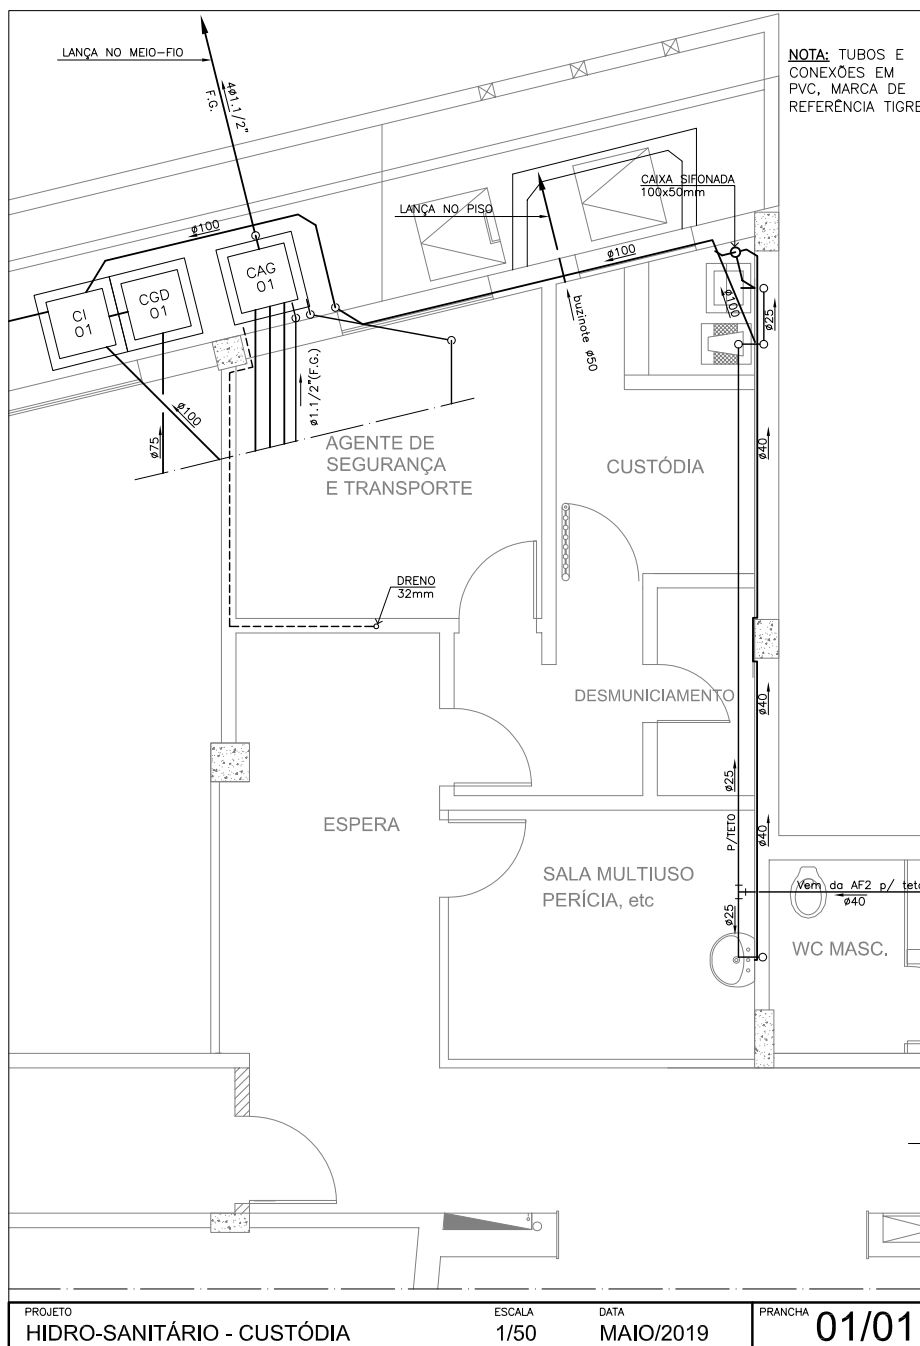 LANÇA NO MEIO-FIO
4ø1.1/2"
F.G.
NOTA: TUBOS E
CONEXÕES EM
PVC, MARCA DE
REFERÊNCIA TIGRE
CAIXA SIFONADA
100x50mm
LANÇA NO PISO
ø100
ø100
CAG
01
CGD
01
CI
01
ø100
ø25
buzinote ø50
ø1.1/2"(F.G.)
ø100
ø75
ø40
AGENTE DE
SEGURANÇA
E TRANSPORTE
CUSTÓDIA
DRENO
32mm
DESMUNICIAMENTO
ø40
ø25
P/TETO
ø40
ESPERA
SALA MULTIUSO
PERÍCIA, etc
Vem da AF2 p/ teto
ø40
ø25
WC MASC.
PROJETO
HIDRO-SANITÁRIO - CUSTÓDIA
ESCALA
1/50
DATA
MAIO/2019
PRANCHA
01/01